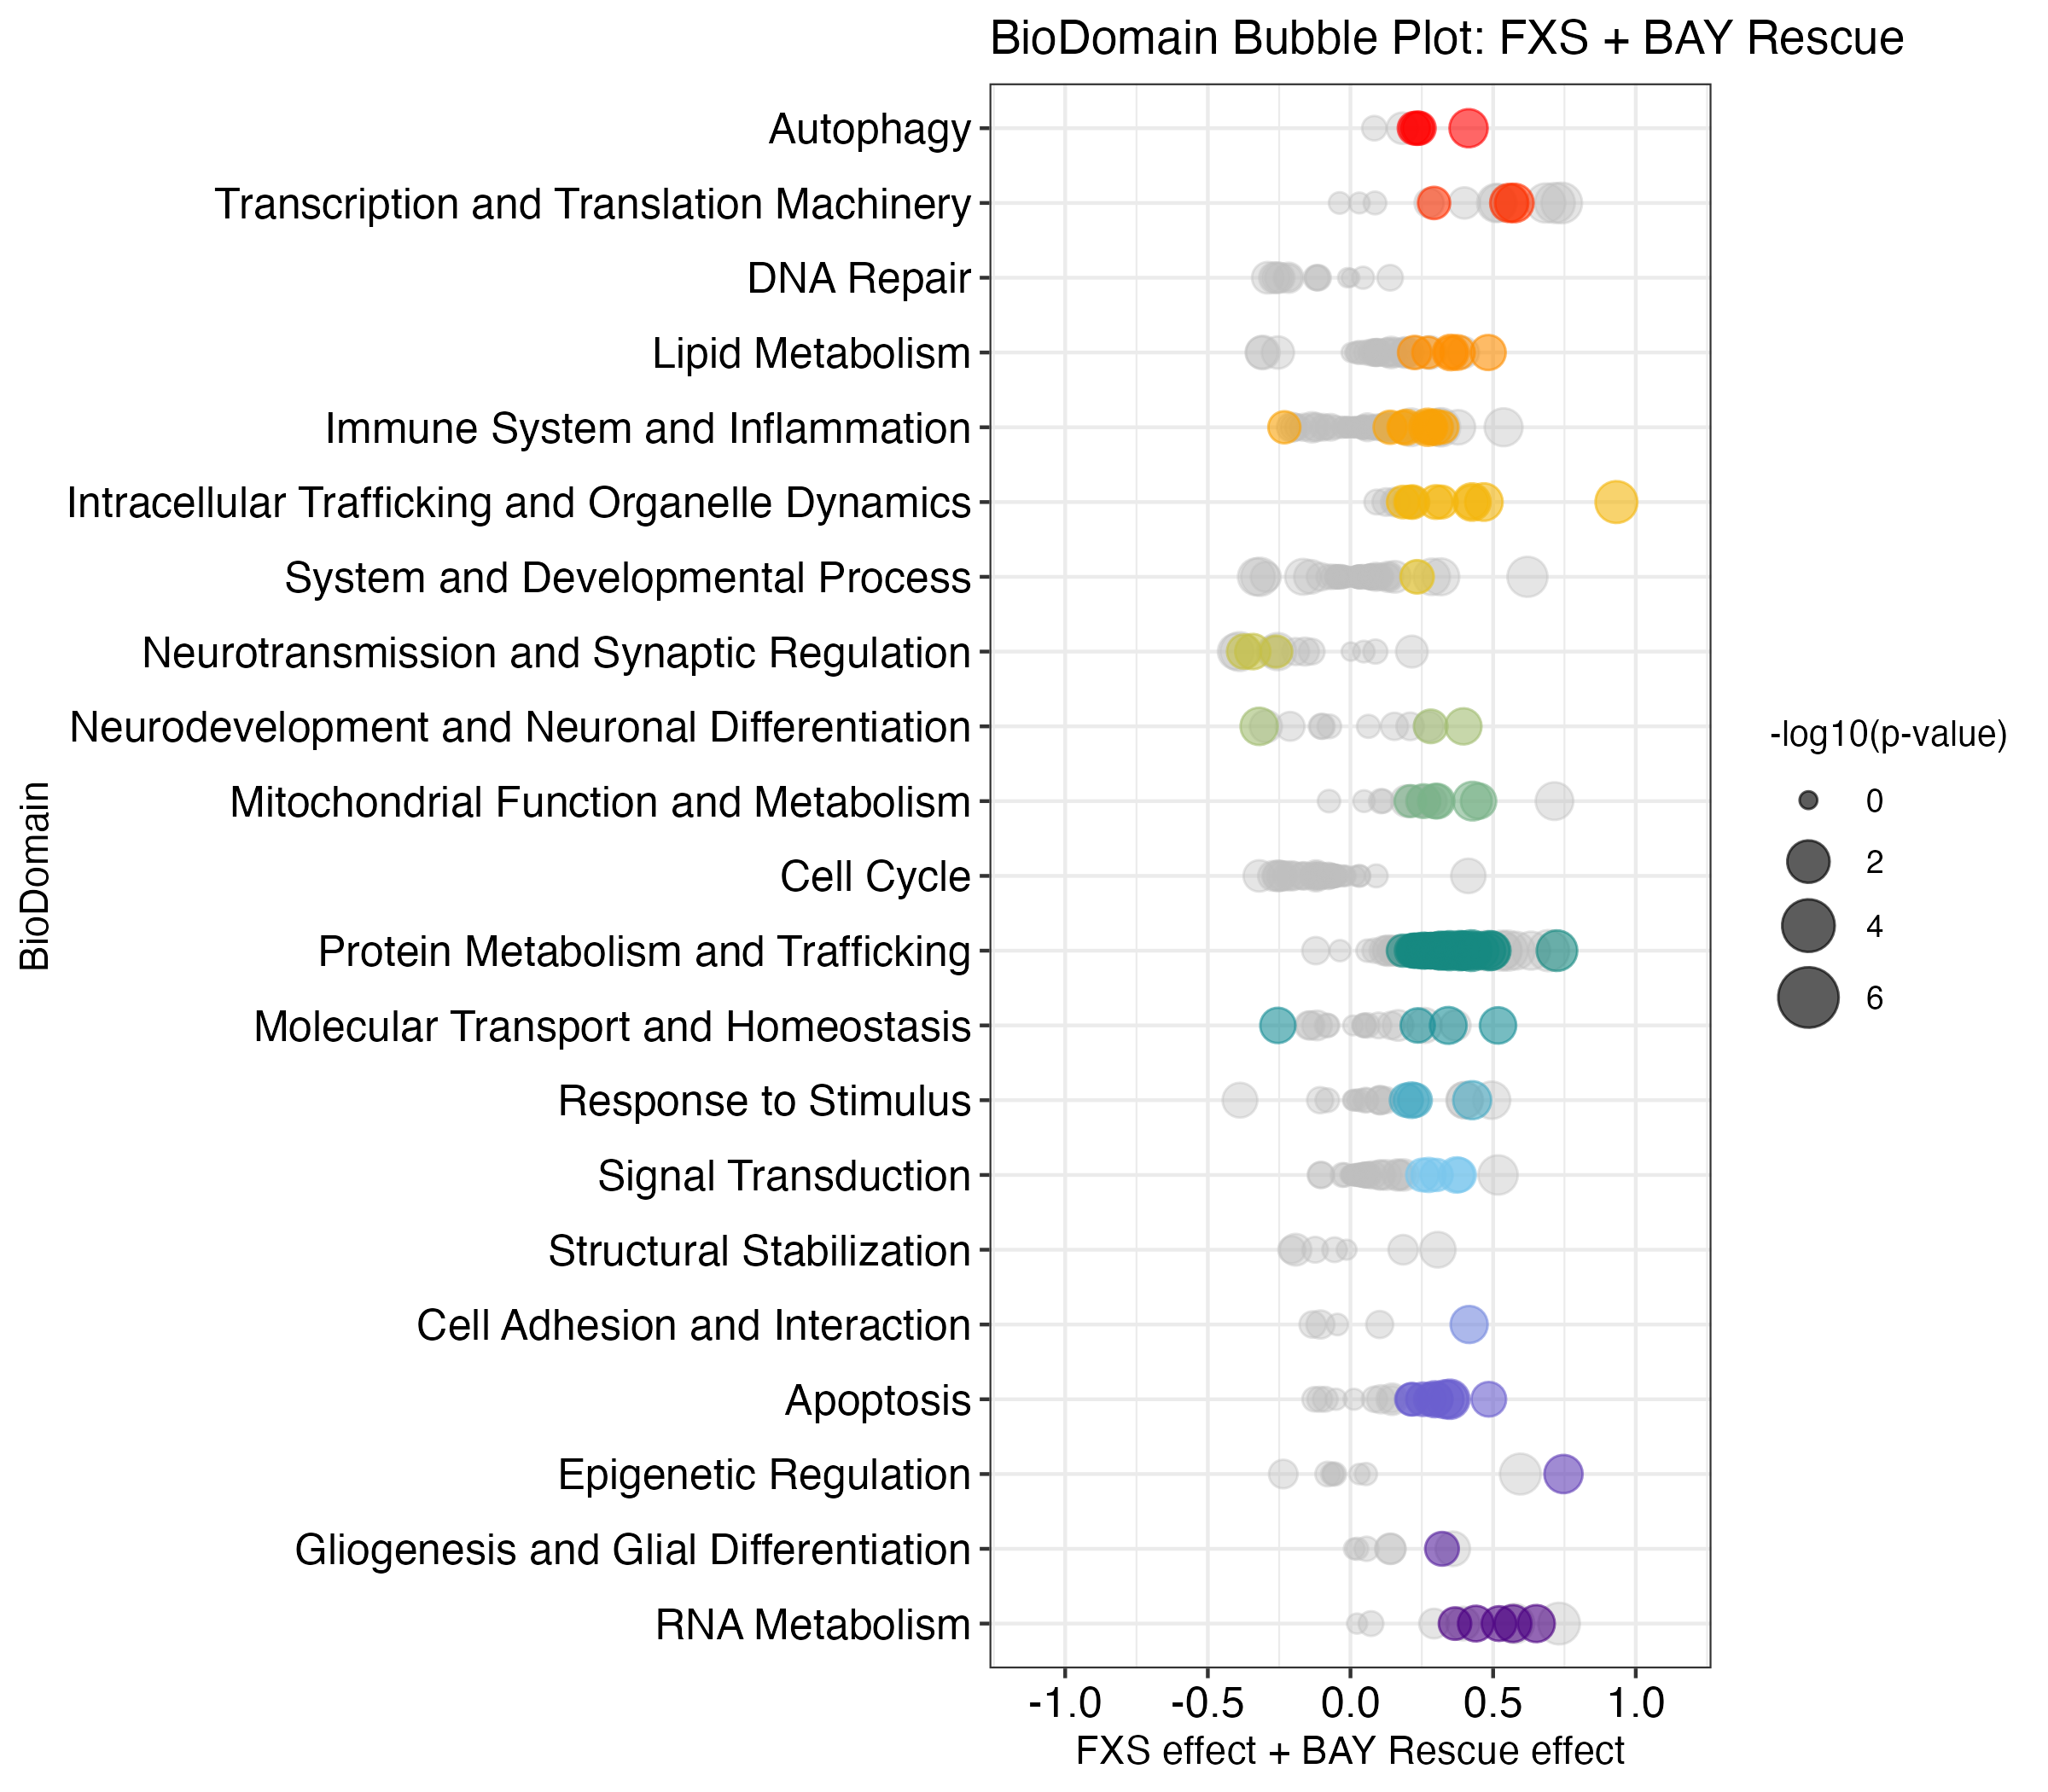 BioDomain Bubble Plot: FXS + BAY Rescue
Autophagy
Transcription and Translation Machinery
DNA Repair
Lipid Metabolism
Immune System and Inflammation
Intracellular Trafficking and Organelle Dynamics
System and Developmental Process
Neurotransmission and Synaptic Regulation
Neurodevelopment and Neuronal Differentiation
Mitochondrial Function and Metabolism
Cell Cycle
Protein Metabolism and Trafficking
Molecular Transport and Homeostasis
Response to Stimulus
Signal Transduction
Structural Stabilization
Cell Adhesion and Interaction
Apoptosis
Epigenetic Regulation
Gliogenesis and Glial Differentiation
RNA Metabolism
BioDomain
-1.0 -0.5 0.0 0.5 1.0
FXS effect + BAY Rescue effect
-log10(p-value)
0
2
4
6